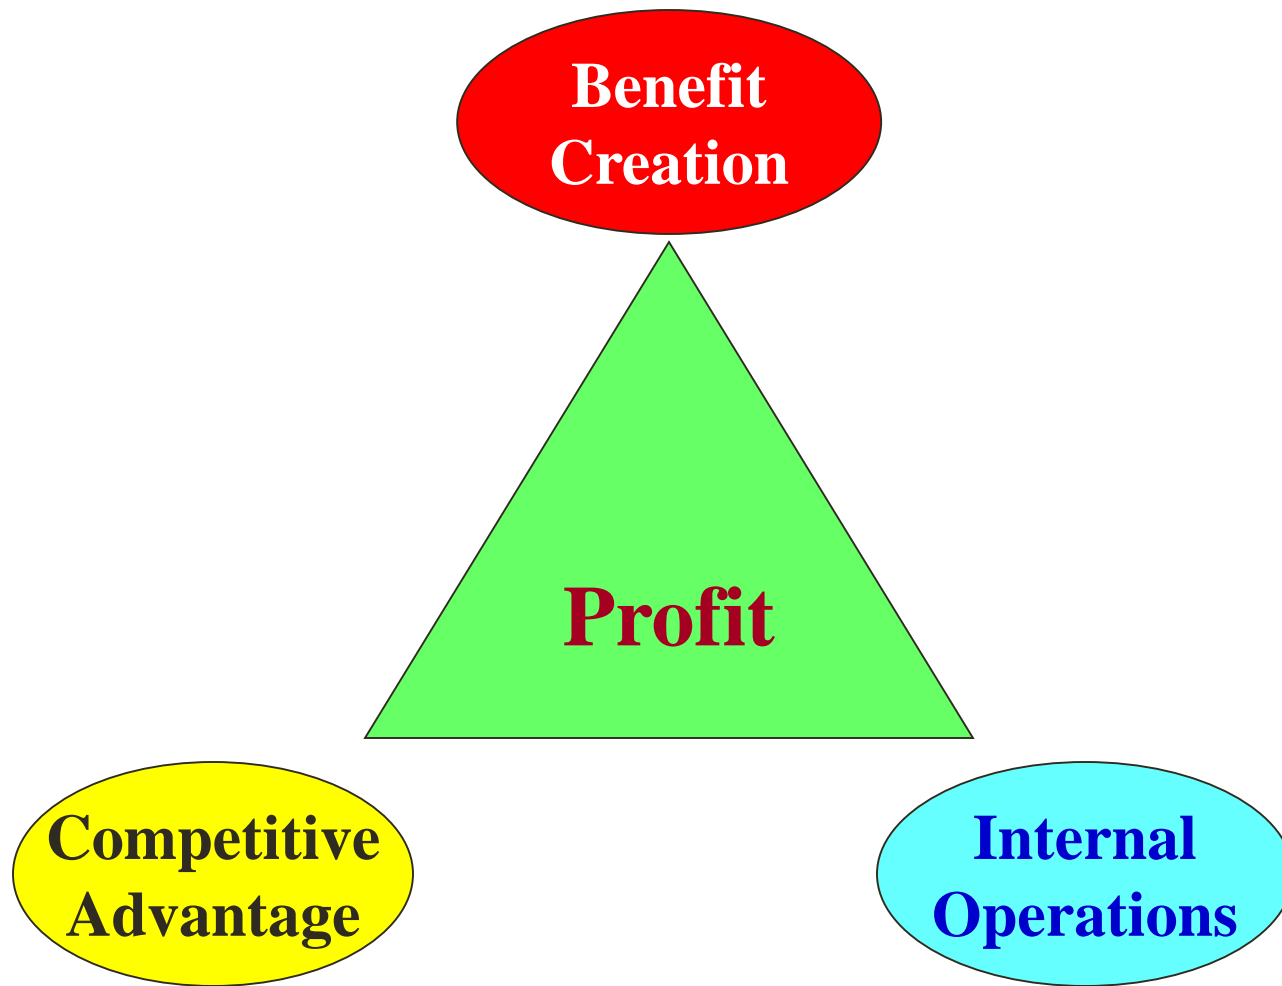 Benefit
Creation
Profit
Competitive
Advantage
Internal
Operations